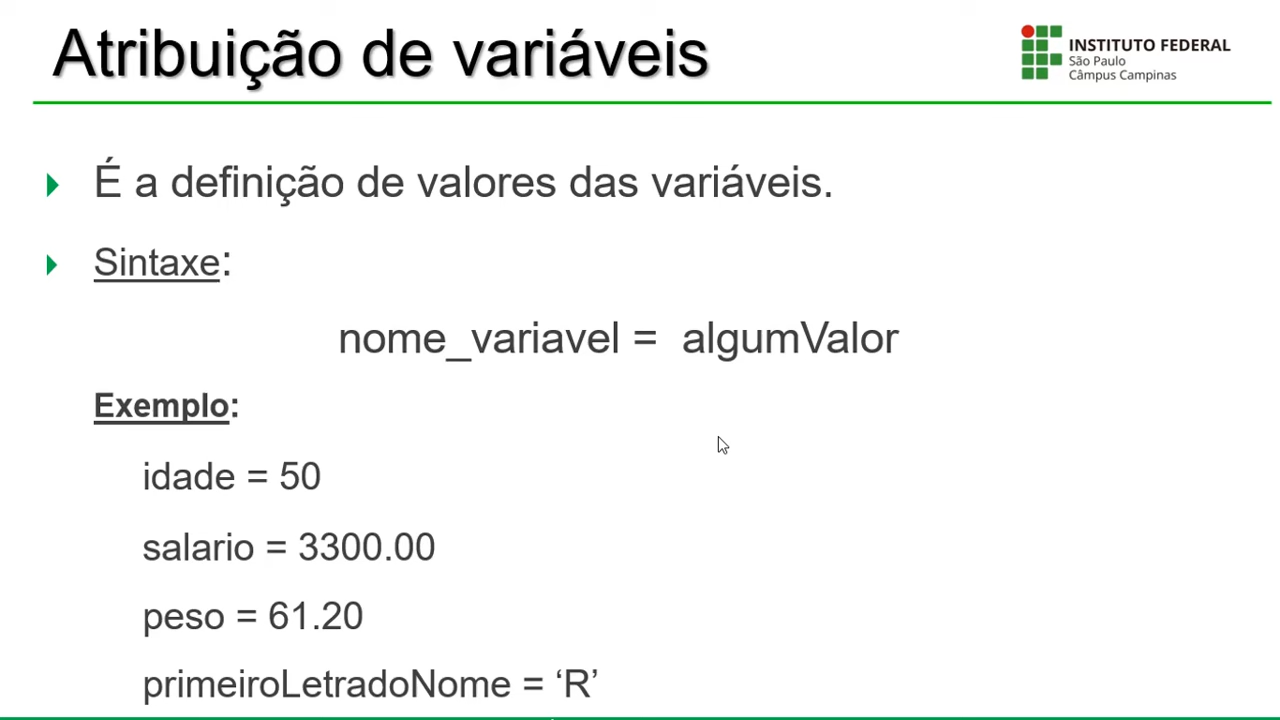 Atribuição de variáveis
INSTITUTO FEDERAL
São Paulo
Câmpus Campinas
É a definição de valores das variáveis.
Sintaxe:
nome_variavel = algumValor
Exemplo:
idade = 50
salario = 3300.00
peso = 61.20
primeiroLetradoNome = ‘R’